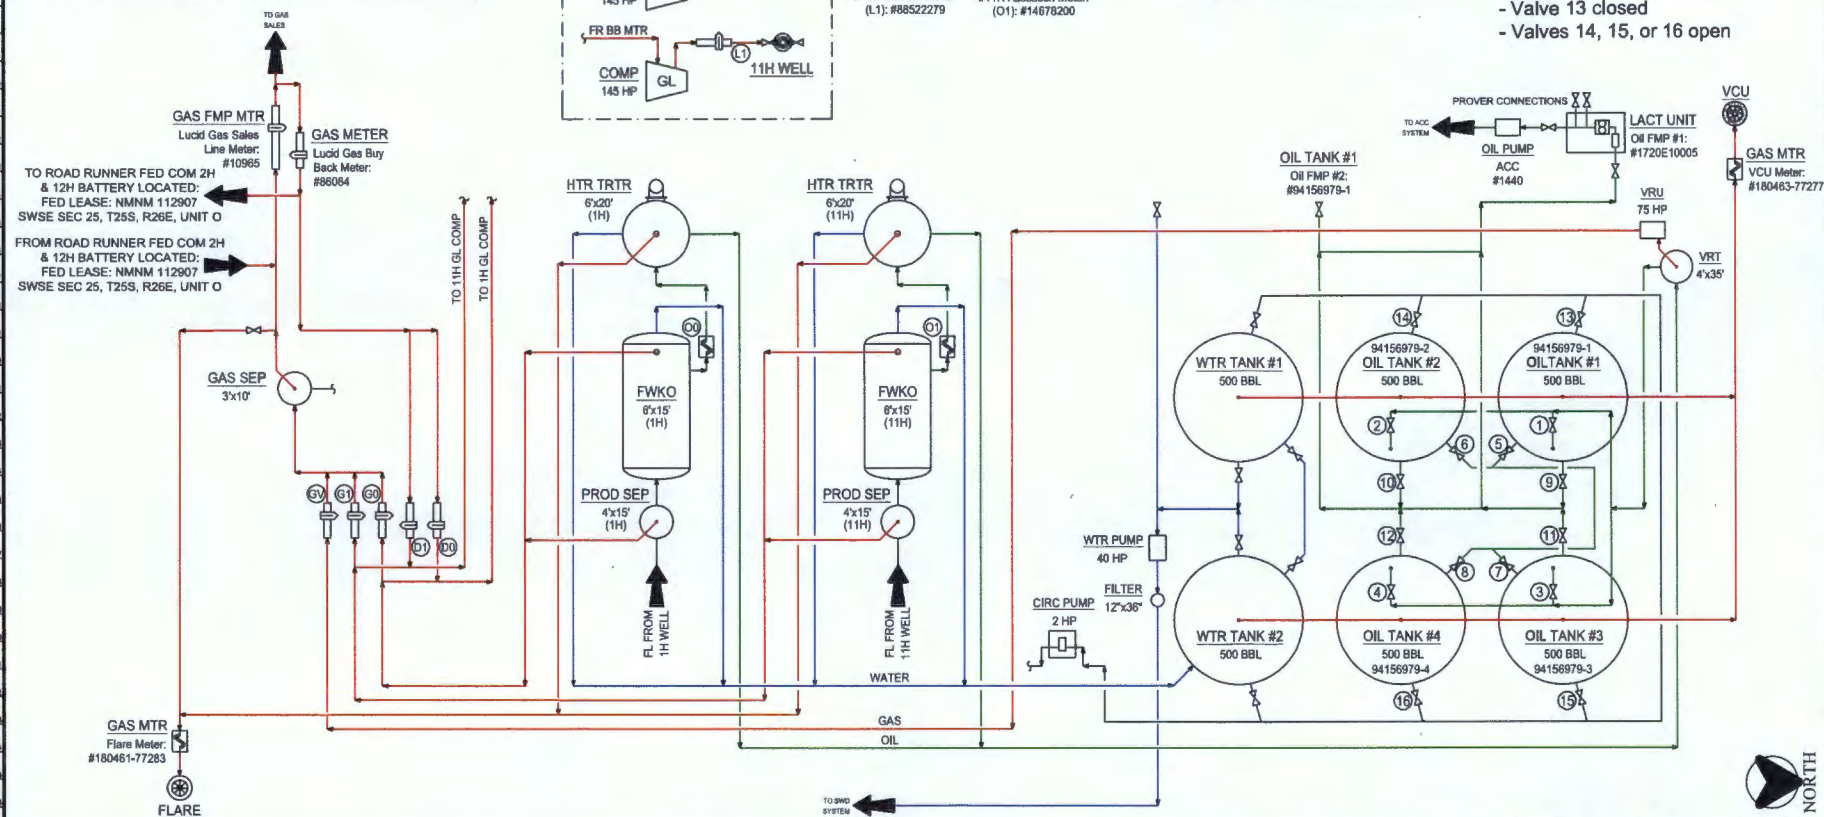 145 HP
FR BB MTR
COMP
145 HP
GL
L1
11H WELL
(L1): #88522279
(O1): #14678200
- Valve 13 closed
- Valves 14, 15, or 16 open
TO GAS
SALES
GAS FMP MTR
Lucid Gas Sales
Line Meter:
#10965
GAS METER
Lucid Gas Buy
Back Meter:
#86084
TO ROAD RUNNER FED COM 2H
& 12H BATTERY LOCATED:
FED LEASE: NMNM 112907
SWSE SEC 25, T25S, R26E, UNIT O
FROM ROAD RUNNER FED COM 2H
& 12H BATTERY LOCATED:
FED LEASE: NMNM 112907
SWSE SEC 25, T25S, R26E, UNIT O
TO 11H GL COMP
TO 1H GL COMP
GAS SEP
3'x10'
GV
G1
G0
D1
D0
GAS MTR
Flare Meter:
#180461-77283
FLARE
HTR TRTR
6'x20'
(1H)
O0
FWKO
6'x15'
(1H)
PROD SEP
4'x15'
(1H)
FL FROM
1H WELL
HTR TRTR
6'x20'
(11H)
O1
FWKO
6'x15'
(11H)
PROD SEP
4'x15'
(11H)
FL FROM
11H WELL
WATER
GAS
OIL
TO SWD
SYSTEM
CIRC PUMP
2 HP
WTR PUMP
40 HP
FILTER
12"x36"
OIL TANK #1
Oil FMP #2:
#94156979-1
PROVER CONNECTIONS
TO ACC
SYSTEM
OIL PUMP
ACC
#1440
LACT UNIT
Oil FMP #1:
#1720E10005
VCU
GAS MTR
VCU Meter:
#180463-77277
VRU
75 HP
VRT
4'x35'
WTR TANK #1
500 BBL
14
94156979-2
OIL TANK #2
500 BBL
13
94156979-1
OIL TANK #1
500 BBL
2
1
6
5
10
9
12
11
8
7
4
3
WTR TANK #2
500 BBL
OIL TANK #4
500 BBL
94156979-4
OIL TANK #3
500 BBL
94156979-3
16
15
NORTH